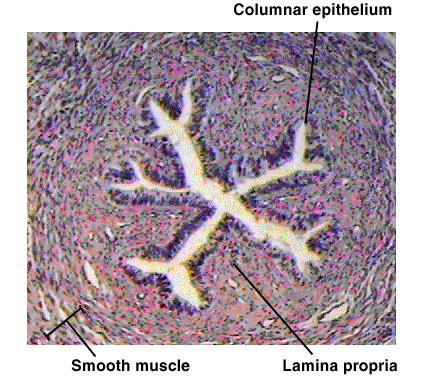 Columnar epithelium
Smooth muscle
Lamina propria